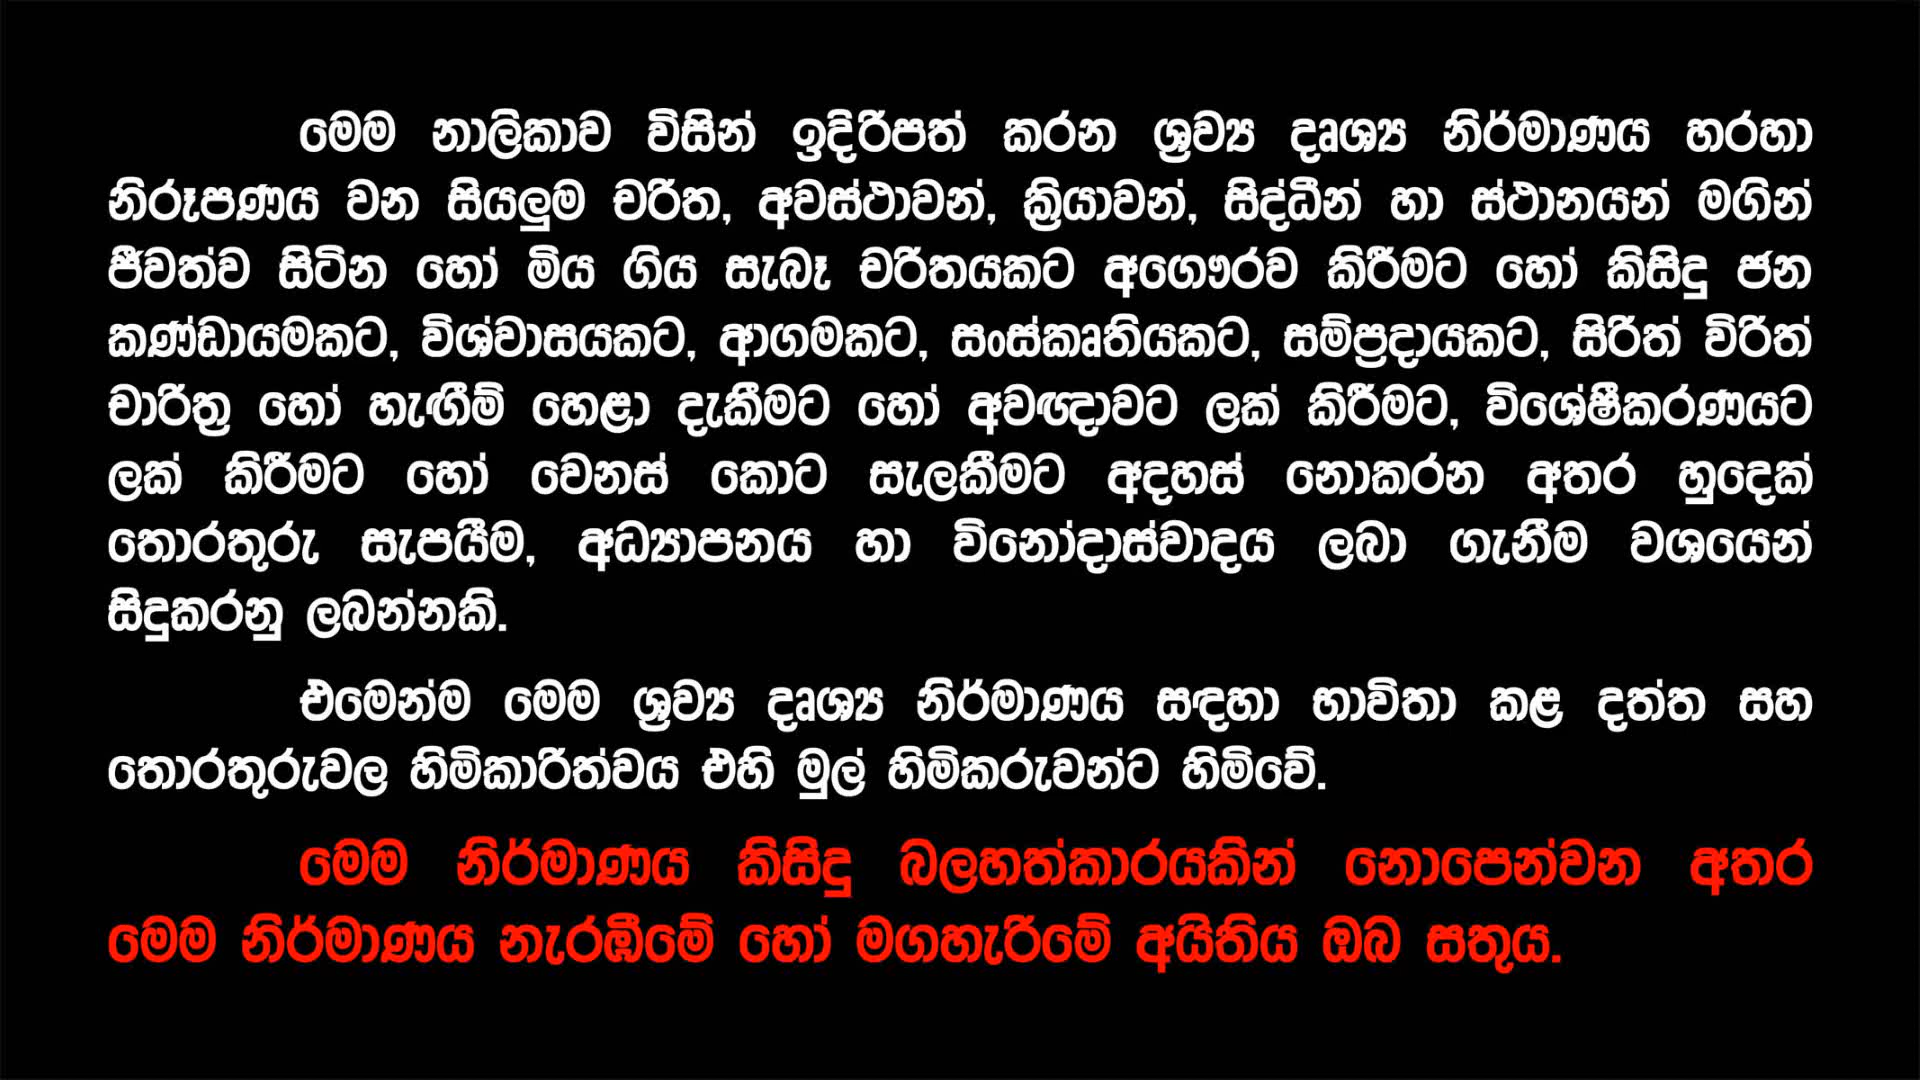 මෙම නාලිකාව විසින් ඉදිරිපත් කරන ශ්‍රව්‍ය දෘශ්‍ය නිර්මාණය හරහා
නිරූපණය වන සියලුම චරිත, අවස්ථාවන්, ක්‍රියාවන්, සිද්ධීන් හා ස්ථානයන් මගින්
ජීවත්ව සිටින හෝ මිය ගිය සැබෑ චරිතයකට අගෞරව කිරීමට හෝ කිසිදු ජන
කණ්ඩායමකට, විශ්වාසයකට, ආගමකට, සංස්කෘතියකට, සම්ප්‍රදායකට, සිරිත් විරිත්
චාරිත්‍ර හෝ හැඟීම් හෙළා දැකීමට හෝ අවඥාවට ලක් කිරීමට, විශේෂීකරණයට
ලක් කිරීමට හෝ වෙනස් කොට සැලකීමට අදහස් නොකරන අතර හුදෙක්
තොරතුරු සැපයීම, අධ්‍යාපනය හා විනෝදාස්වාදය ලබා ගැනීම වශයෙන්
සිදුකරනු ලබන්නකි.
එමෙන්ම මෙම ශ්‍රව්‍ය දෘශ්‍ය නිර්මාණය සඳහා භාවිතා කළ දත්ත සහ
තොරතුරුවල හිමිකාරිත්වය එහි මුල් හිමිකරුවන්ට හිමිවේ.
මෙම නිර්මාණය කිසිදු බලහත්කාරයකින් නොපෙන්වන අතර
මෙම නිර්මාණය නැරඹීමේ හෝ මගහැරිමේ අයිතිය ඔබ සතුය.